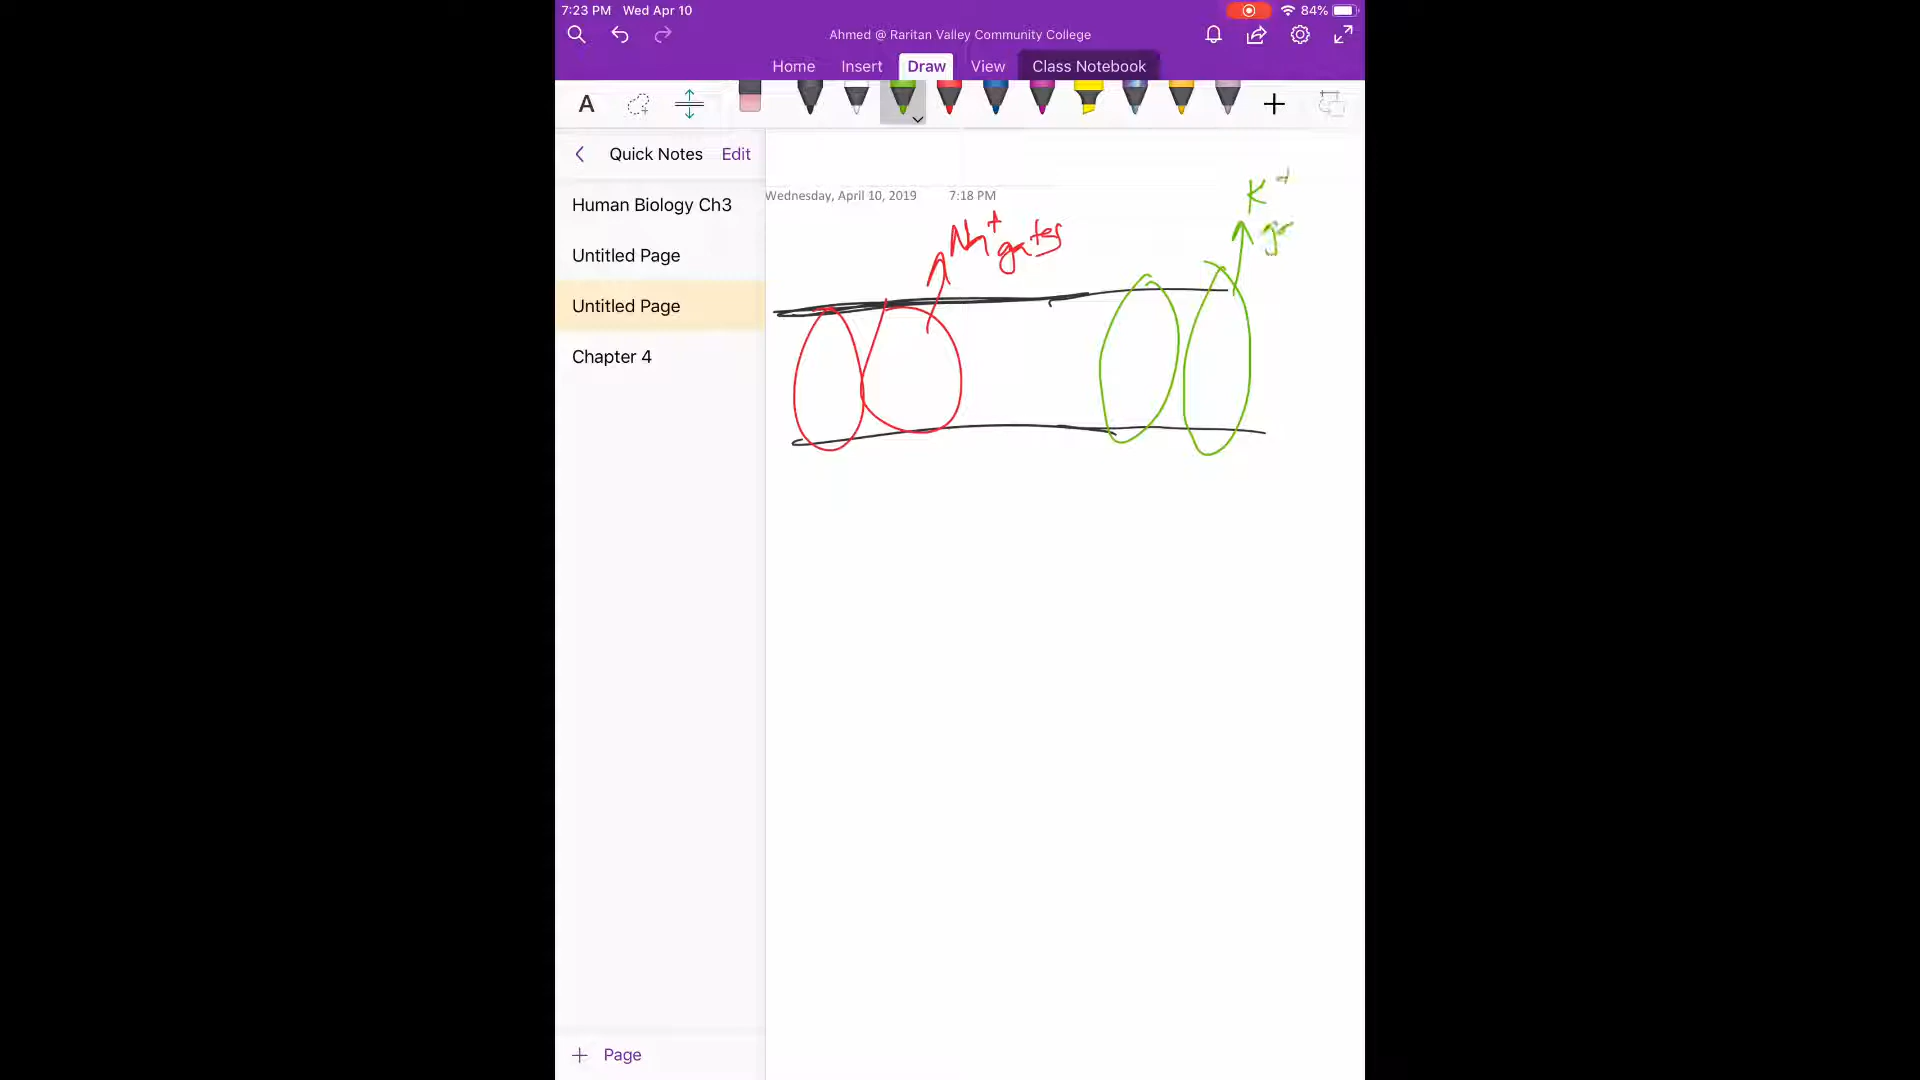 7:23 PM Wed Apr 10
84%
Ahmed @ Raritan Valley Community College
Home Insert Draw View Class Notebook
A
Quick Notes Edit
Human Biology Ch3
Untitled Page
Untitled Page
Chapter 4
Wednesday, April 10, 2019 7:18 PM
K+
Na+ gates
Page